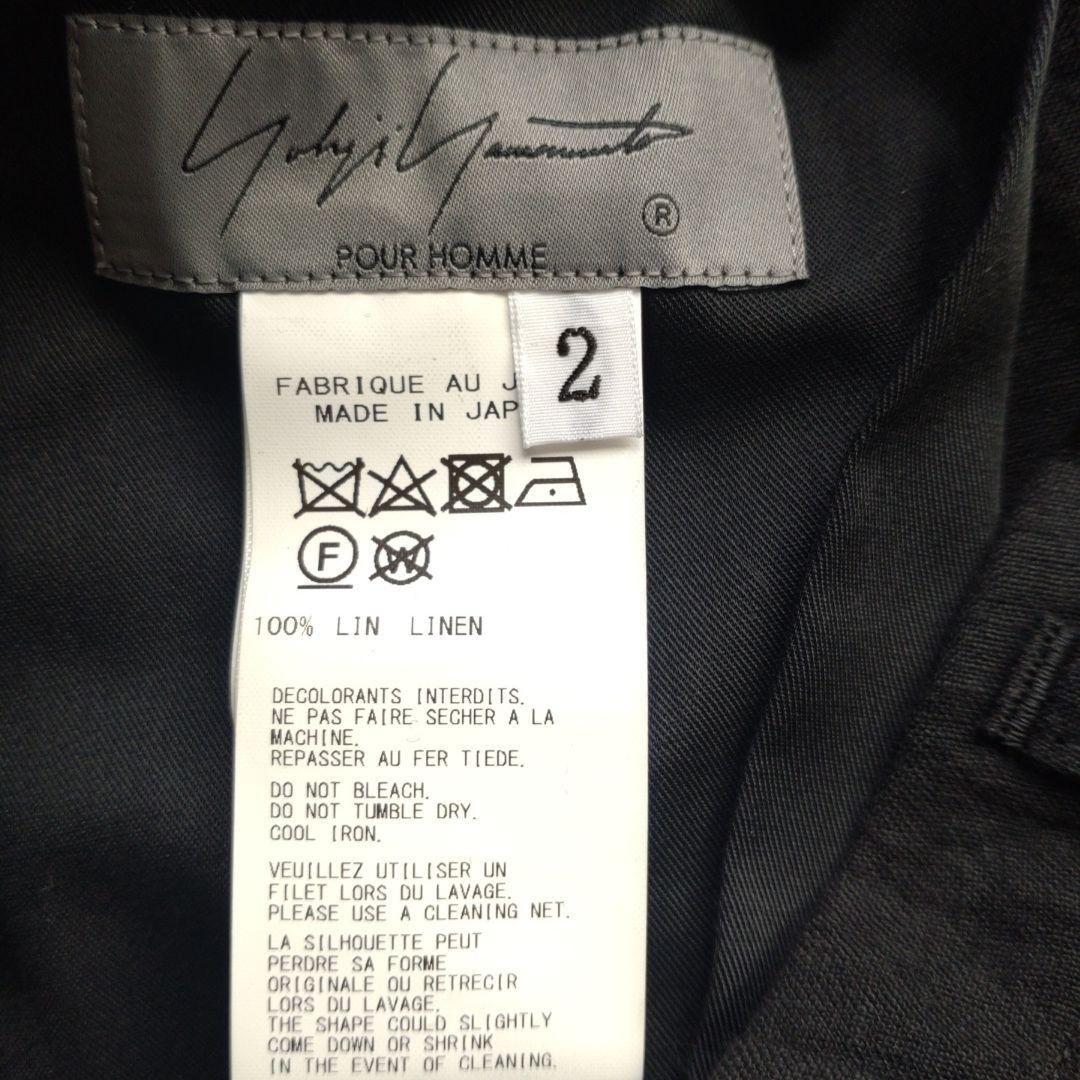 Yohji Yamamoto
®
POUR HOMME
2
FABRIQUE AU J
MADE IN JAP
F
W
100% LIN LINEN
DECOLORANTS INTERDITS.
NE PAS FAIRE SECHER A LA
MACHINE.
REPASSER AU FER TIEDE.
DO NOT BLEACH.
DO NOT TUMBLE DRY.
COOL IRON.
VEUILLEZ UTILISER UN
FILET LORS DU LAVAGE.
PLEASE USE A CLEANING NET.
LA SILHOUETTE PEUT
PERDRE SA FORME
ORIGINALE OU RETRECIR
LORS DU LAVAGE.
THE SHAPE COULD SLIGHTLY
COME DOWN OR SHRINK
IN THE EVENT OF CLEANING.